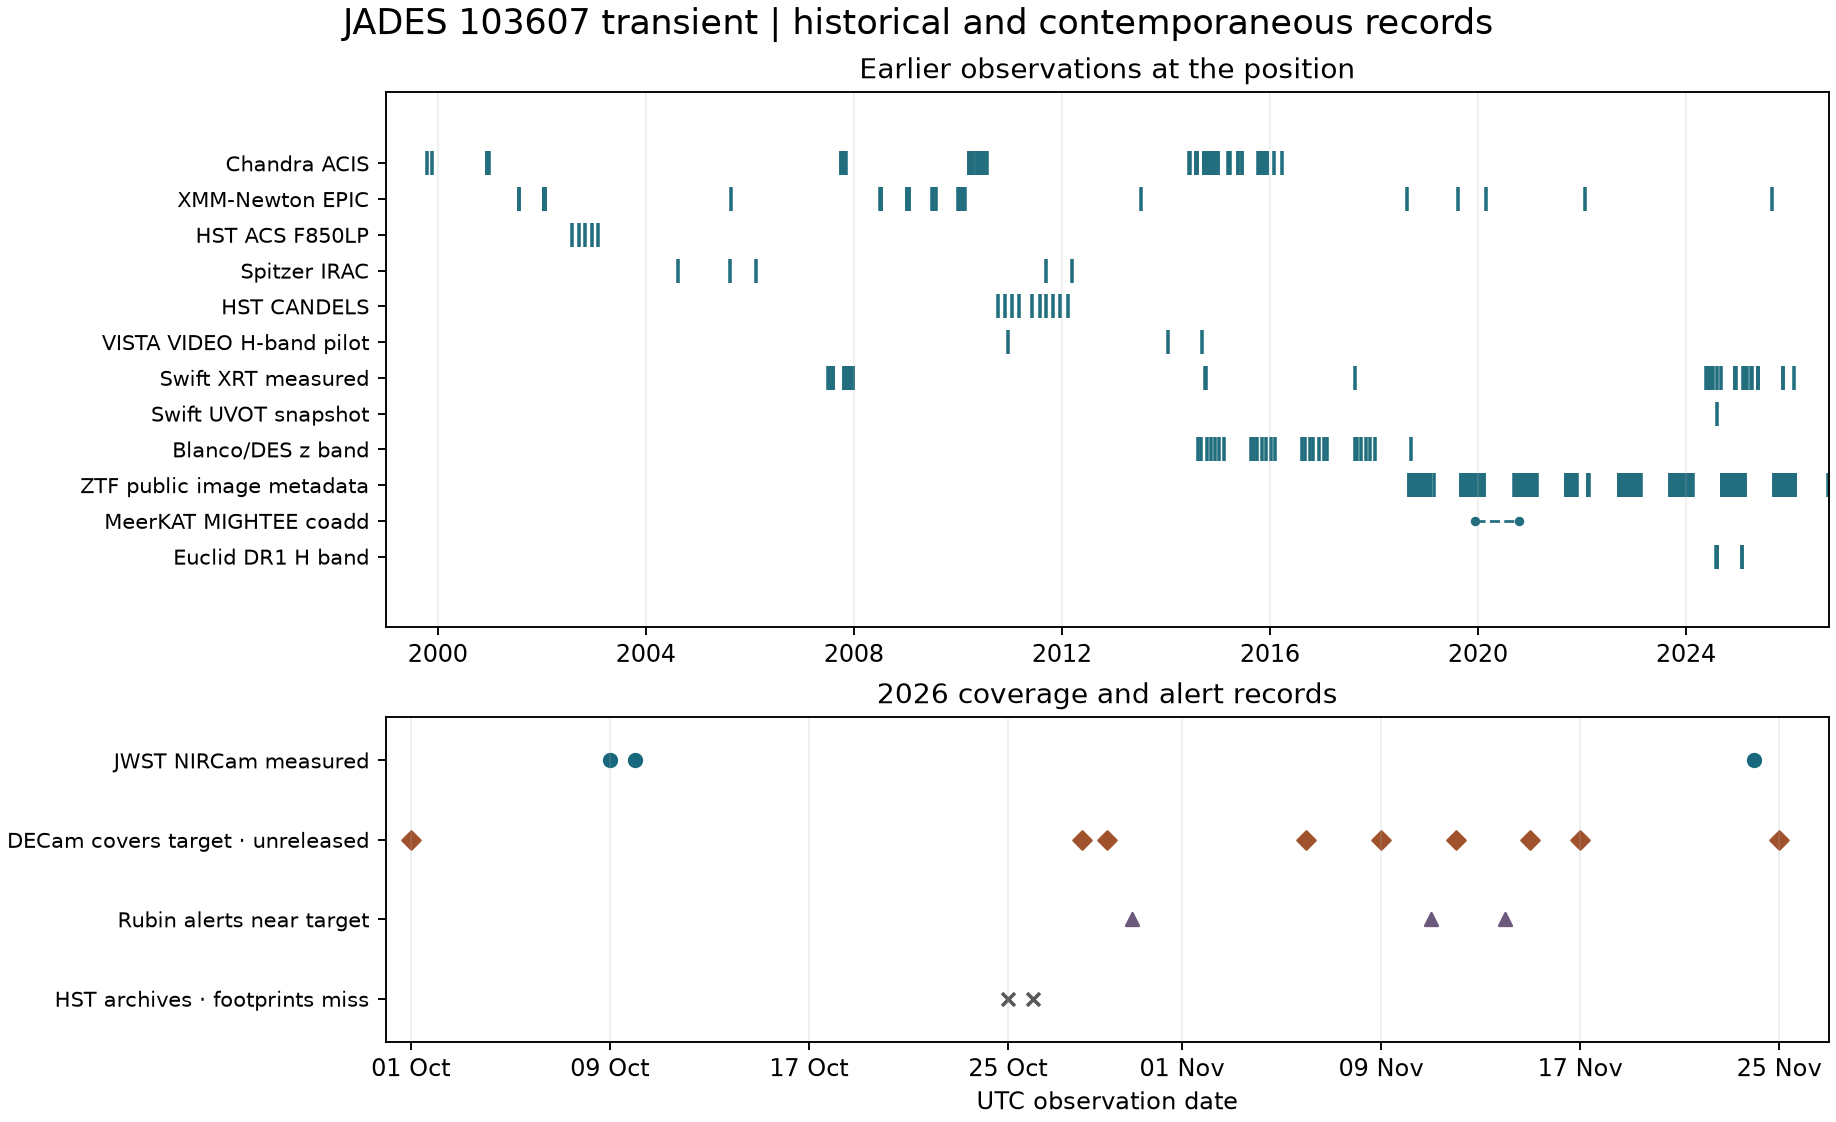 JADES 103607 transient | historical and contemporaneous records
Earlier observations at the position
Chandra ACIS
XMM-Newton EPIC
HST ACS F850LP
Spitzer IRAC
HST CANDELS
VISTA VIDEO H-band pilot
Swift XRT measured
Swift UVOT snapshot
Blanco/DES z band
ZTF public image metadata
MeerKAT MIGHTEE coadd
Euclid DR1 H band
2000 2004 2008 2012 2016 2020 2024
2026 coverage and alert records
JWST NIRCam measured
DECam covers target · unreleased
Rubin alerts near target
HST archives · footprints miss
01 Oct 09 Oct 17 Oct 25 Oct 01 Nov 09 Nov 17 Nov 25 Nov
UTC observation date